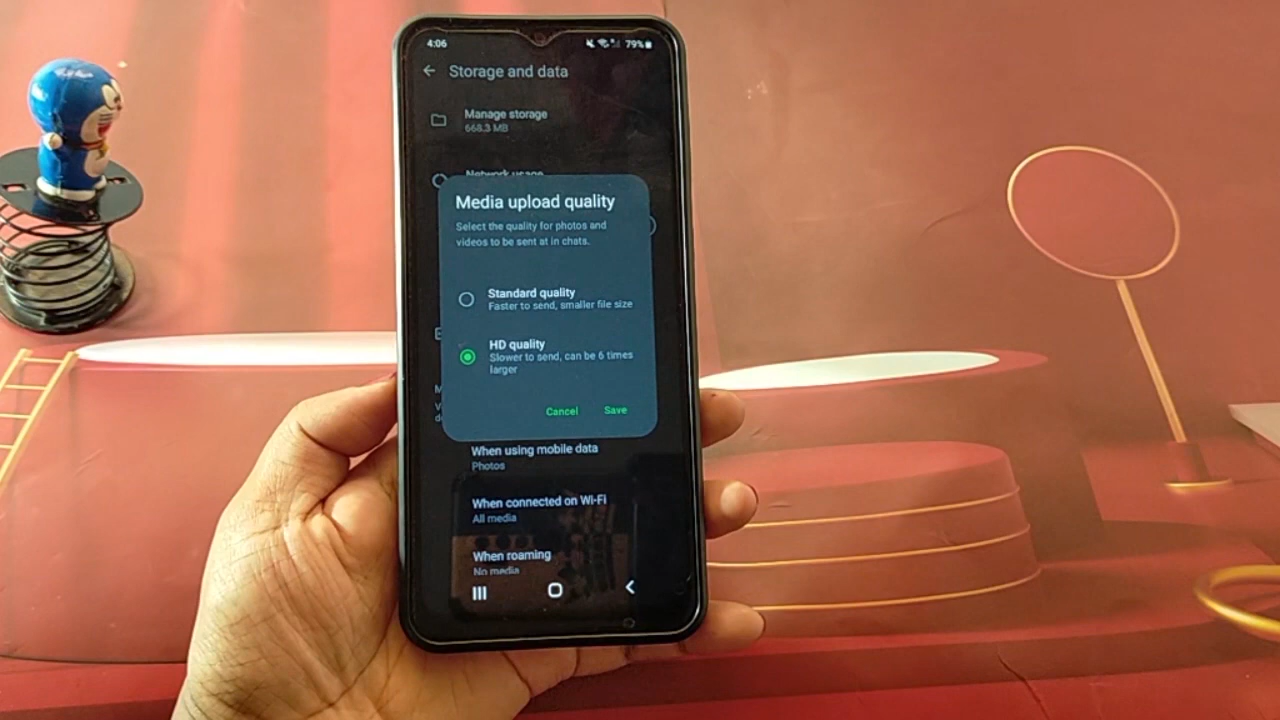 4:06
79%
Storage and data
Manage storage
668.3 MB
Network usage
Media upload quality
Select the quality for photos and
videos to be sent at in chats.
Standard quality
Faster to send, smaller file size
HD quality
Slower to send, can be 6 times
larger
Cancel
Save
When using mobile data
Photos
When connected on Wi-Fi
All media
When roaming
No media